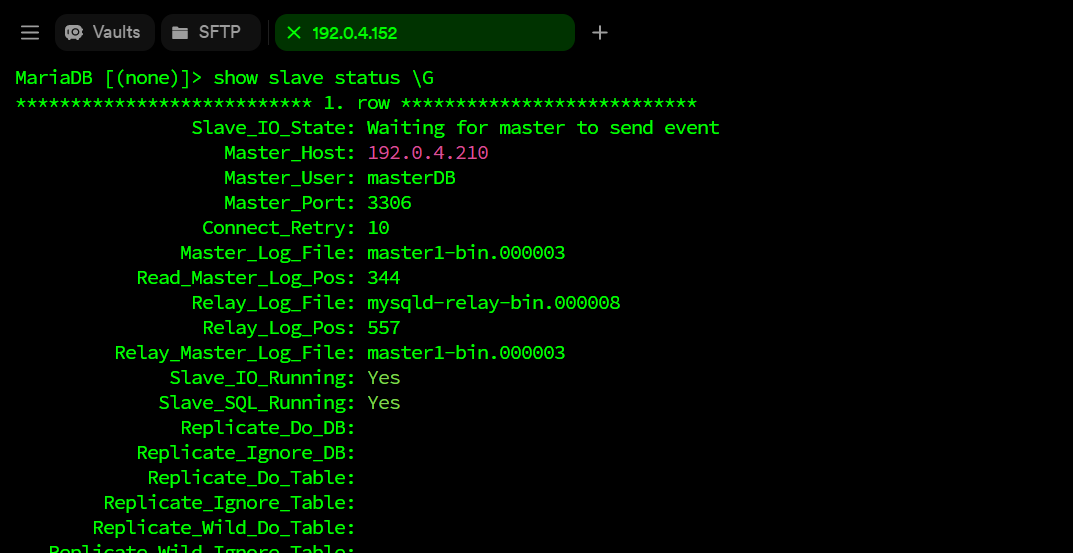 Vaults SFTP 192.0.4.152
MariaDB [(none)]> show slave status \G
*************************** 1. row ***************************
Slave_IO_State: Waiting for master to send event
Master_Host: 192.0.4.210
Master_User: masterDB
Master_Port: 3306
Connect_Retry: 10
Master_Log_File: master1-bin.000003
Read_Master_Log_Pos: 344
Relay_Log_File: mysqld-relay-bin.000008
Relay_Log_Pos: 557
Relay_Master_Log_File: master1-bin.000003
Slave_IO_Running: Yes
Slave_SQL_Running: Yes
Replicate_Do_DB:
Replicate_Ignore_DB:
Replicate_Do_Table:
Replicate_Ignore_Table:
Replicate_Wild_Do_Table:
Replicate_Wild_Ignore_Table: